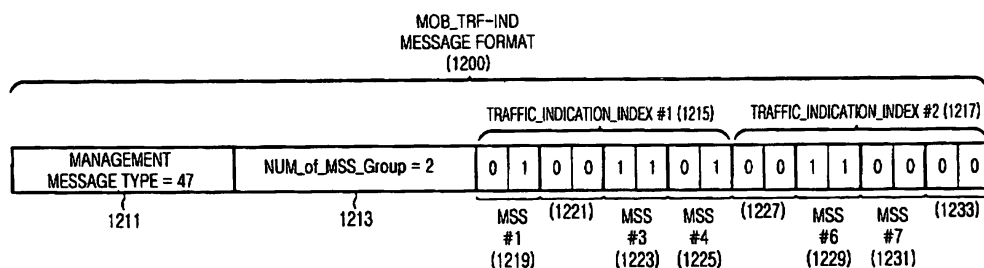 MOB_TRF-IND
MESSAGE FORMAT
(1200)
TRAFFIC_INDICATION_INDEX #1 (1215)
TRAFFIC_INDICATION_INDEX #2 (1217)
MANAGEMENT
MESSAGE TYPE = 47
NUM_of_MSS_Group = 2
0 1 0 0 1 1 0 1 0 0 1 1 0 0 0 0
1211
1213
MSS
#1
(1219)
(1221)
MSS
#3
(1223)
MSS
#4
(1225)
(1227)
MSS
#6
(1229)
MSS
#7
(1231)
(1233)